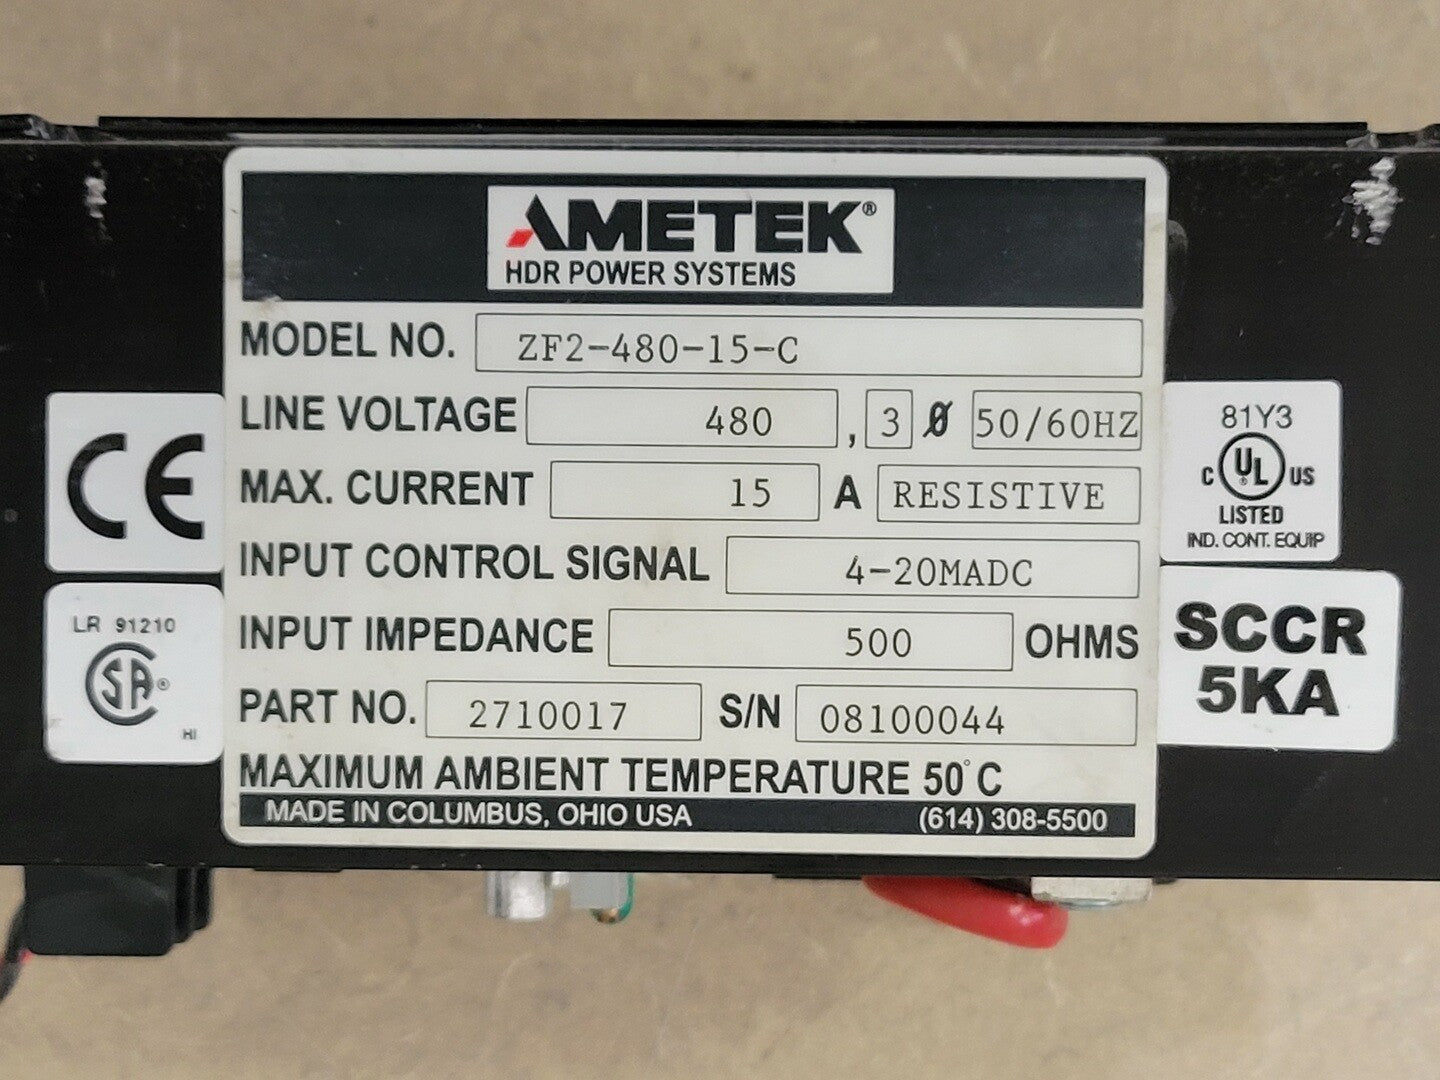 AMETEK®
HDR POWER SYSTEMS
MODEL NO. ZF2-480-15-C
LINE VOLTAGE 480 , 3 Ø 50/60HZ
MAX. CURRENT 15 A RESISTIVE
INPUT CONTROL SIGNAL 4-20MADC
INPUT IMPEDANCE 500 OHMS
PART NO. 2710017 S/N 08100044
MAXIMUM AMBIENT TEMPERATURE 50°C
MADE IN COLUMBUS, OHIO USA (614) 308-5500
CE
LR 91210
SA®
HI
81Y3
C UL® US
LISTED
IND. CONT. EQUIP
SCCR
5KA